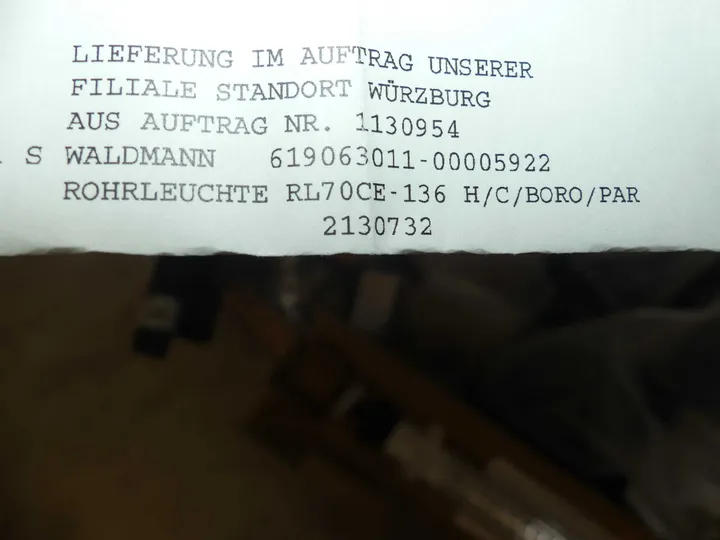 LIEFERUNG IM AUFTRAG UNSERER
FILIALE STANDORT WÜRZBURG
AUS AUFTRAG NR. 1130954
S WALDMANN 619063011-00005922
ROHRLEUCHTE RL70CE-136 H/C/BORO/PAR
2130732